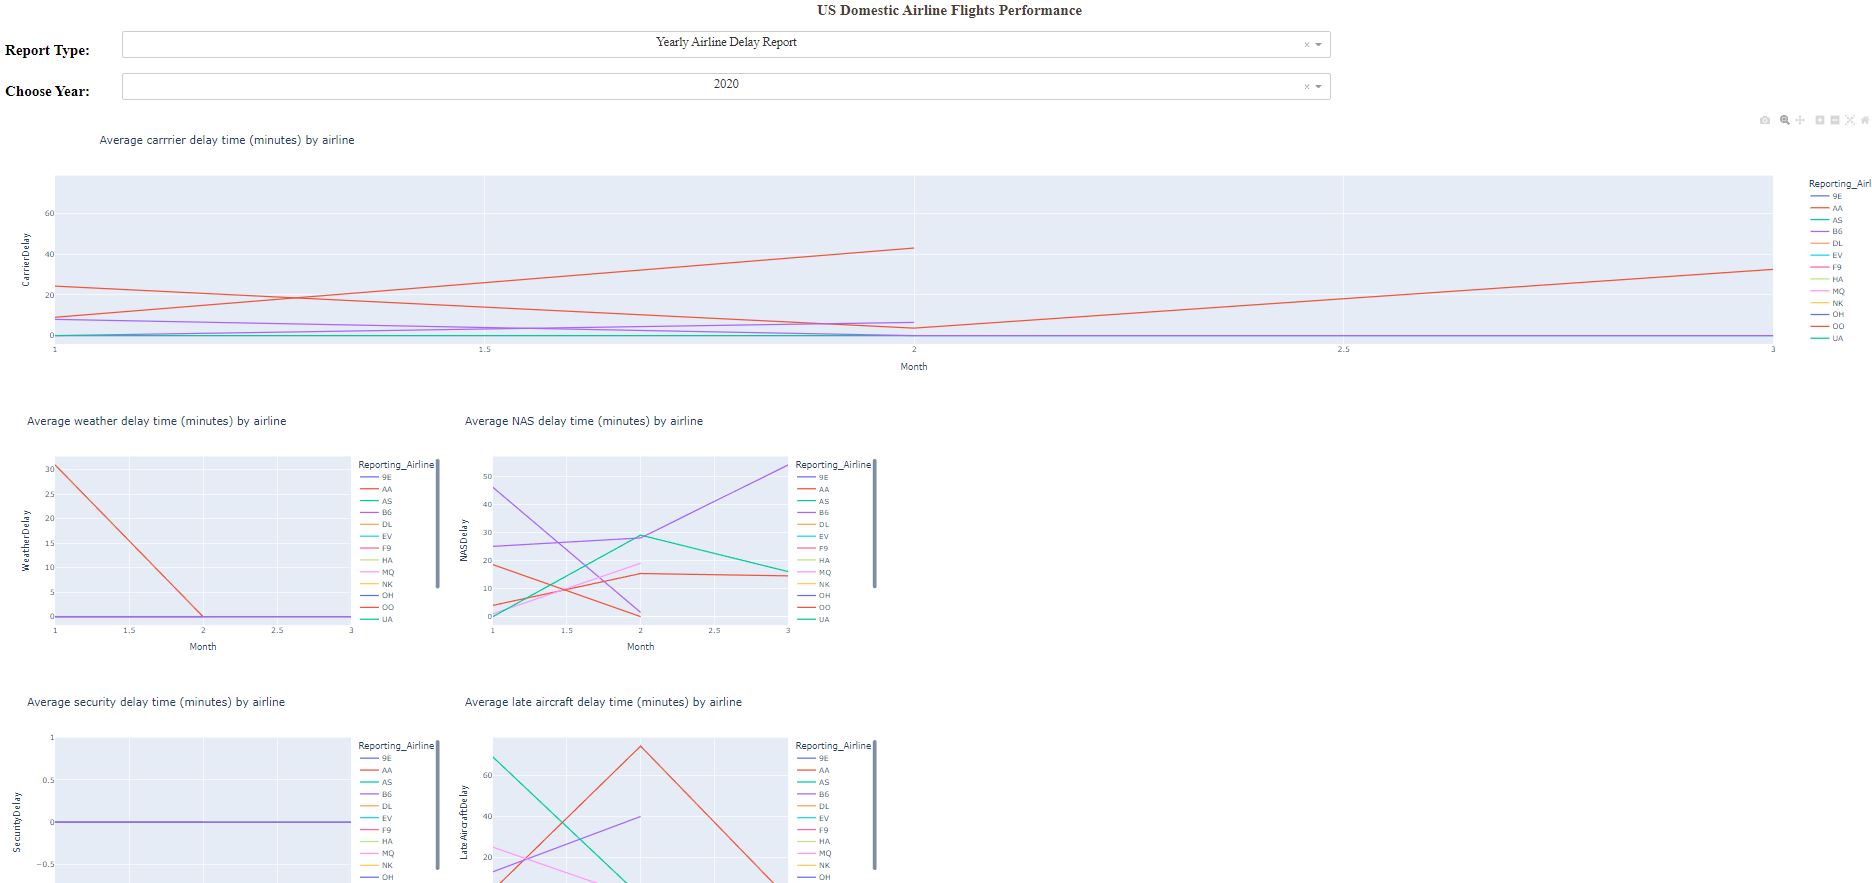 US Domestic Airline Flights Performance
Report Type:
Yearly Airline Delay Report
×
Choose Year:
2020
×
Average carrrier delay time (minutes) by airline
CarrierDelay
60
40
20
0
1
1.5
2
2.5
3
Month
Reporting_Airl
9E
AA
AS
B6
DL
EV
F9
HA
MQ
NK
OH
OO
UA
Average weather delay time (minutes) by airline
WeatherDelay
30
25
20
15
10
5
0
1
1.5
2
2.5
3
Month
Reporting_Airline
9E
AA
AS
B6
DL
EV
F9
HA
MQ
NK
OH
OO
UA
Average NAS delay time (minutes) by airline
NASDelay
50
40
30
20
10
0
1
1.5
2
2.5
3
Month
Reporting_Airline
9E
AA
AS
B6
DL
EV
F9
HA
MQ
NK
OH
OO
UA
Average security delay time (minutes) by airline
SecurityDelay
1
0.5
0
−0.5
Reporting_Airline
9E
AA
AS
B6
DL
EV
F9
HA
MQ
NK
OH
Average late aircraft delay time (minutes) by airline
LateAircraftDelay
60
40
20
Reporting_Airline
9E
AA
AS
B6
DL
EV
F9
HA
MQ
NK
OH